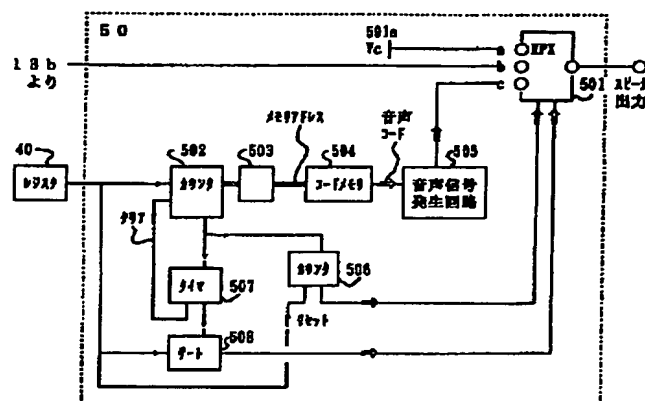 50
501a
Vc
a
MPX
18b
より
b
c
501
スピーカ
出力
メモリアドレス
音声
コード
40
502
503
504
505
レジスタ
カウンタ
コードメモリ
音声信号
発生回路
クリア
カウンタ
506
タイマ
507
リセット
ゲート
508